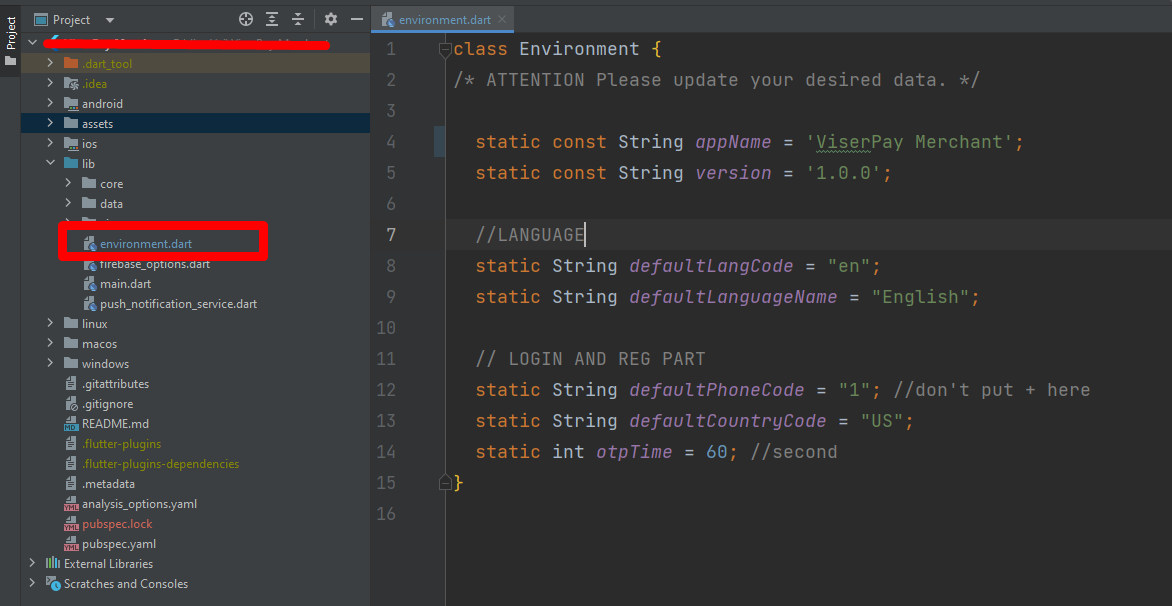 Project
Project
environment.dart
.dart_tool
.idea
android
assets
ios
lib
core
data
environment.dart
firebase_options.dart
main.dart
push_notification_service.dart
linux
macos
windows
.gitattributes
.gitignore
README.md
.flutter-plugins
.flutter-plugins-dependencies
.metadata
analysis_options.yaml
pubspec.lock
pubspec.yaml
External Libraries
Scratches and Consoles
1 class Environment {
2 /* ATTENTION Please update your desired data. */
3
4 static const String appName = 'ViserPay Merchant';
5 static const String version = '1.0.0';
6
7 //LANGUAGE
8 static String defaultLangCode = "en";
9 static String defaultLanguageName = "English";
10
11 // LOGIN AND REG PART
12 static String defaultPhoneCode = "1"; //don't put + here
13 static String defaultCountryCode = "US";
14 static int otpTime = 60; //second
15 }
16